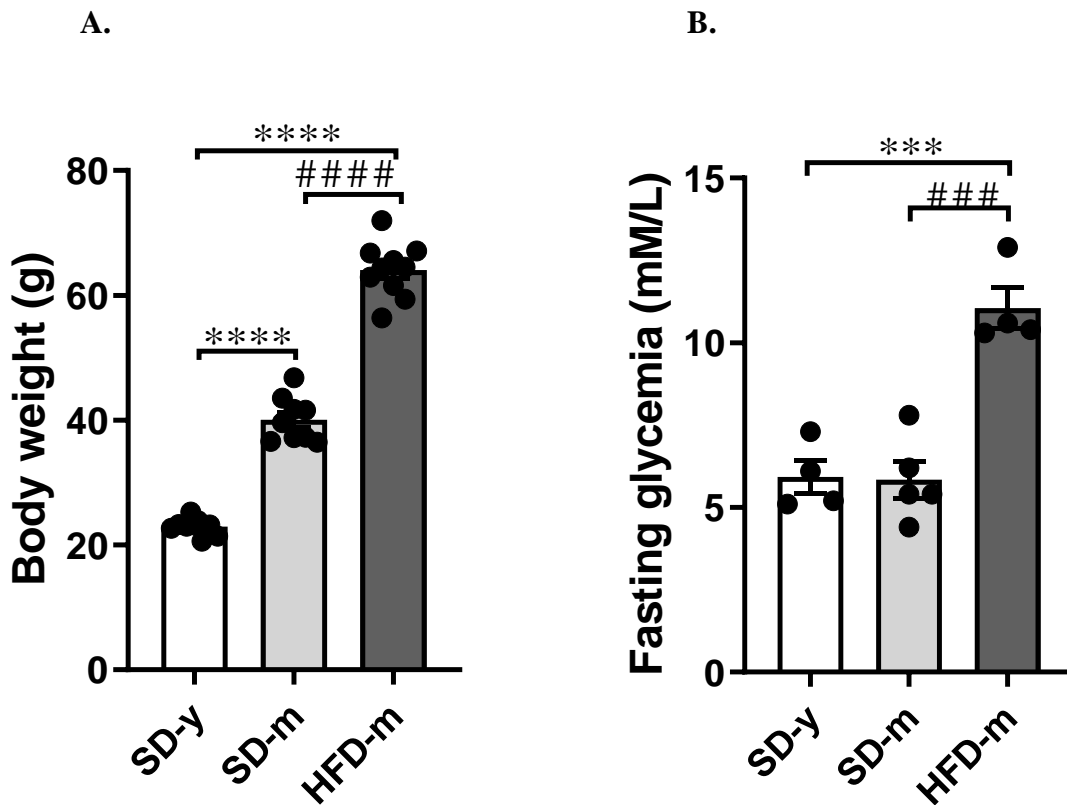 A.
B.
****
####
****
80
60
40
20
0
Body weight (g)
SD-y
SD-m
HFD-m
***
###
15
10
5
0
Fasting glycemia (mM/L)
SD-y
SD-m
HFD-m